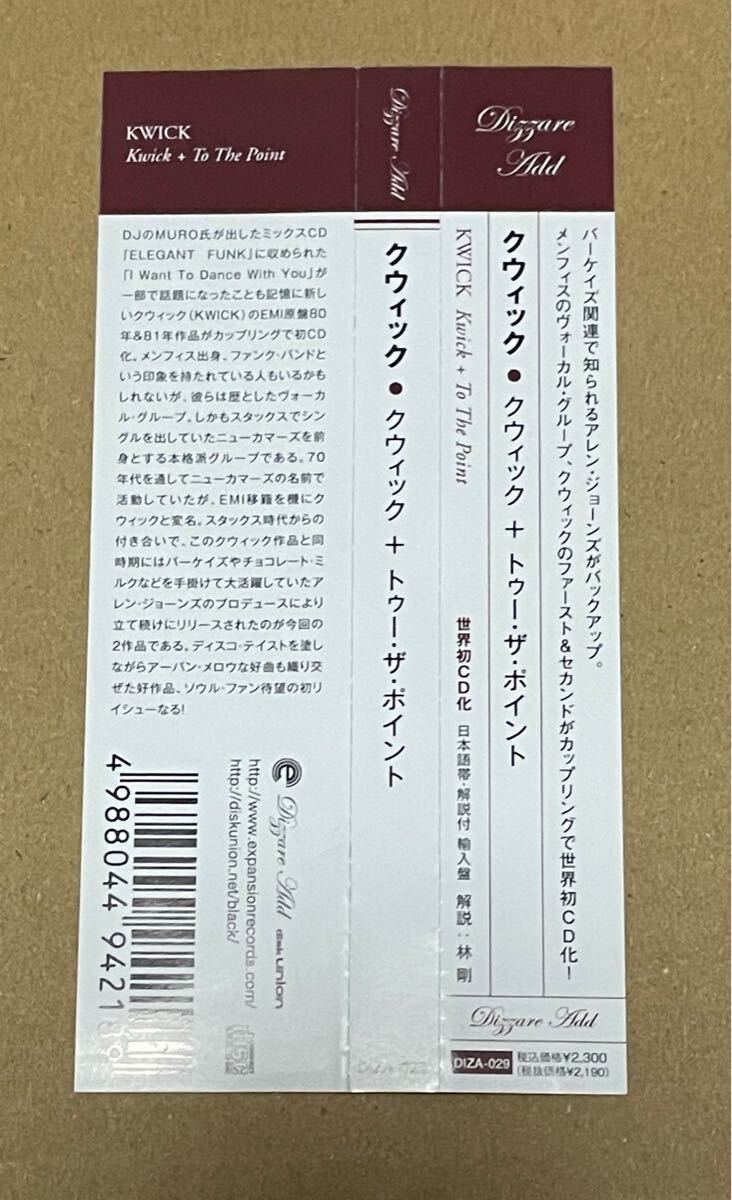 KWICK
Kwick + To The Point
DJのMURO氏が出したミックスCD
「ELEGANT FUNK」に収められた
「I Want To Dance With You」が
一部で話題になったことも記憶に新し
いクウィック(KWICK)のEMI原盤80
年&81年作品がカップリングで初CD
化。メンフィス出身、ファンク・バンドと
いう印象を持たれている人もいるかも
しれないが、彼らは歴としたヴォーカ
ル・グループ。しかもスタックスでシン
グルを出していたニューカマーズを前
身とする本格派グループである。70
年代を通してニューカマーズの名前で
活動していたが、EMI移籍を機にク
ウィックと変名。スタックス時代からの
付き合いで、このクウィック作品と同
時期にはバーケイズやチョコレート・ミ
ルクなどを手掛けて大活躍していたア
レン・ジョーンズのプロデュースにより
立て続けにリリースされたのが今回の
2作品である。ディスコ・テイストを塗し
ながらアーバン・メロウな好曲も織り交
ぜた好作品、ソウル・ファン待望の初リ
イシューなる!
4988044 942139
e Dizzare Add disk union
http://www.expansionrecords.com/
http://diskunion.net/black/
Dizzare Add
クウィック ● クウィック + トゥー・ザ・ポイント
DIZA-029
Dizzare
Add
バーケイズ関連で知られるアレン・ジョーンズがバックアップ。
メンフィスのヴォーカル・グループ、クウィックのファースト&セカンドがカップリングで世界初CD化!
クウィック ● クウィック + トゥー・ザ・ポイント
KWICK Kwick + To The Point 世界初CD化 日本語帯・解説付 輸入盤 解説:林 剛
Dizzare Add
DIZA-029 税込価格¥2,300
(税抜価格¥2,190)